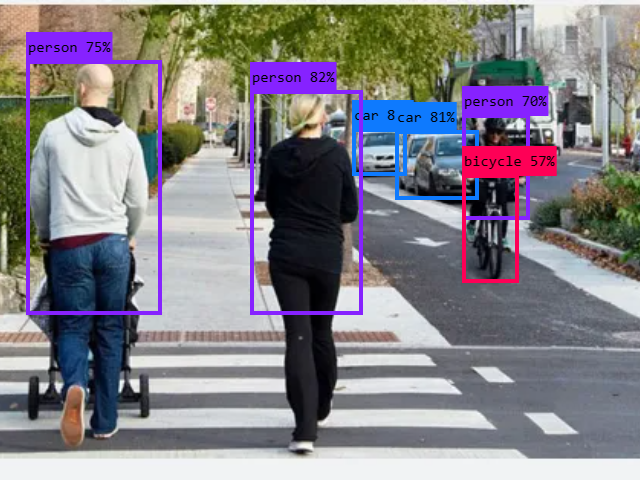 person 75%
person 82%
car 8
car 81%
person 70%
bicycle 57%